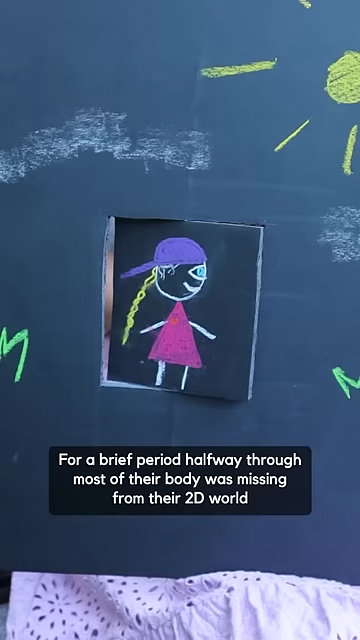 For a brief period halfway through
most of their body was missing
from their 2D world